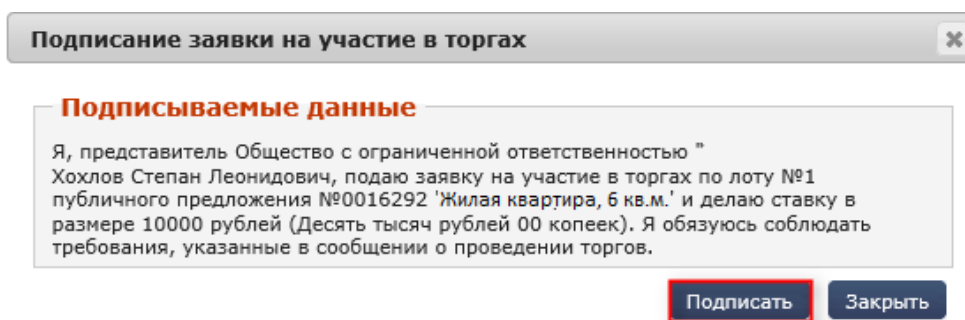 Подписание заявки на участие в торгах
Подписываемые данные
Я, представитель Общество с ограниченной ответственностью "
Хохлов Степан Леонидович, подаю заявку на участие в торгах по лоту №1
публичного предложения №0016292 'Жилая квартира, 6 кв.м.' и делаю ставку в
размере 10000 рублей (Десять тысяч рублей 00 копеек). Я обязуюсь соблюдать
требования, указанные в сообщении о проведении торгов.
Подписать Закрыть